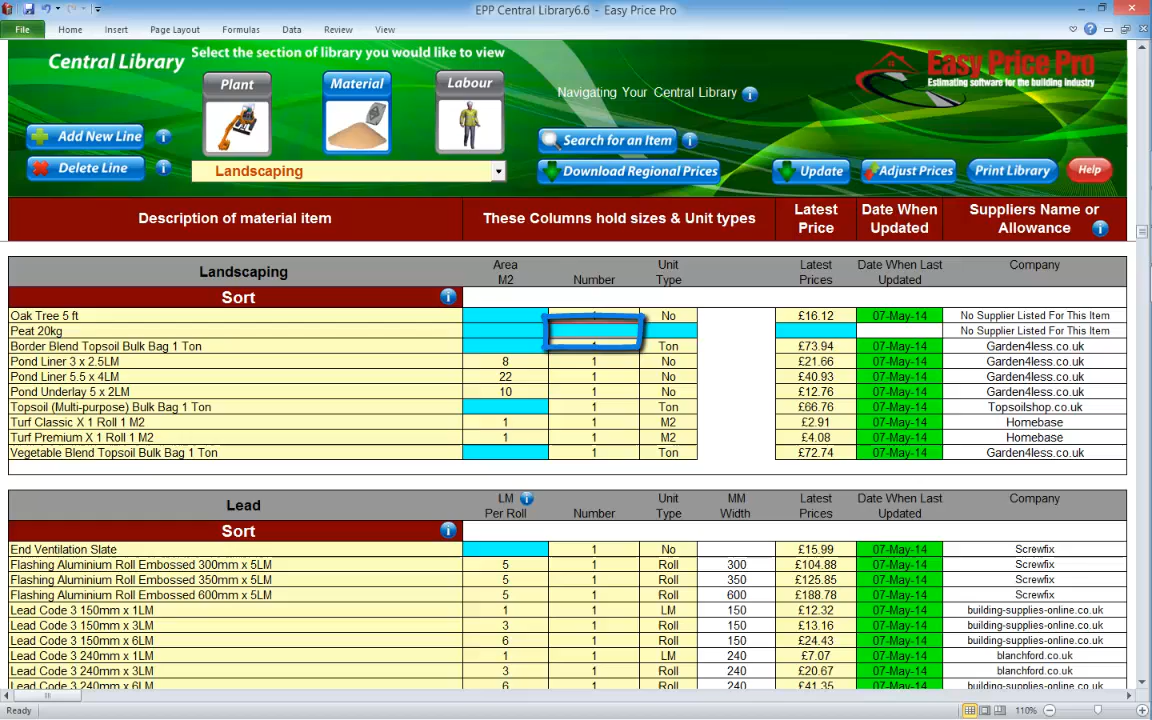 EPP Central Library6.6 - Easy Price Pro
File Home Insert Page Layout Formulas Data Review View
Central Library Select the section of library you would like to view
Plant Material Labour
Navigating Your Central Library
Easy Price Pro
Estimating software for the building industry
Add New Line
Search for an Item
Delete Line
Landscaping
Download Regional Prices
Update
Adjust Prices
Print Library
Help
Description of material item These Columns hold sizes & Unit types Latest Price Date When Updated Suppliers Name or Allowance
Landscaping Area M2 Number Unit Type Latest Prices Date When Last Updated Company
Sort
Oak Tree 5 ft 1 No £16.12 07-May-14 No Supplier Listed For This Item
Peat 20kg No Supplier Listed For This Item
Border Blend Topsoil Bulk Bag 1 Ton 1 Ton £73.94 07-May-14 Garden4less.co.uk
Pond Liner 3 x 2.5LM 8 1 No £21.66 07-May-14 Garden4less.co.uk
Pond Liner 5.5 x 4LM 22 1 No £40.93 07-May-14 Garden4less.co.uk
Pond Underlay 5 x 2LM 10 1 No £12.76 07-May-14 Garden4less.co.uk
Topsoil (Multi-purpose) Bulk Bag 1 Ton 1 Ton £66.76 07-May-14 Topsoilshop.co.uk
Turf Classic X 1 Roll 1 M2 1 1 M2 £2.91 07-May-14 Homebase
Turf Premium X 1 Roll 1 M2 1 1 M2 £4.08 07-May-14 Homebase
Vegetable Blend Topsoil Bulk Bag 1 Ton 1 Ton £72.74 07-May-14 Garden4less.co.uk
Lead LM Per Roll Number Unit Type MM Width Latest Prices Date When Last Updated Company
Sort
End Ventilation Slate 1 No £15.99 07-May-14 Screwfix
Flashing Aluminium Roll Embossed 300mm x 5LM 5 1 Roll 300 £104.88 07-May-14 Screwfix
Flashing Aluminium Roll Embossed 350mm x 5LM 5 1 Roll 350 £125.85 07-May-14 Screwfix
Flashing Aluminium Roll Embossed 600mm x 5LM 5 1 Roll 600 £188.78 07-May-14 Screwfix
Lead Code 3 150mm x 1LM 1 1 LM 150 £12.32 07-May-14 building-supplies-online.co.uk
Lead Code 3 150mm x 3LM 3 1 Roll 150 £13.16 07-May-14 building-supplies-online.co.uk
Lead Code 3 150mm x 6LM 6 1 Roll 150 £24.43 07-May-14 building-supplies-online.co.uk
Lead Code 3 240mm x 1LM 1 1 LM 240 £7.07 07-May-14 blanchford.co.uk
Lead Code 3 240mm x 3LM 3 1 Roll 240 £20.67 07-May-14 blanchford.co.uk
Lead Code 3 240mm x 6LM 6 1 Roll 240 £41.35 07-May-14 building-supplies-online.co.uk
Ready 110%